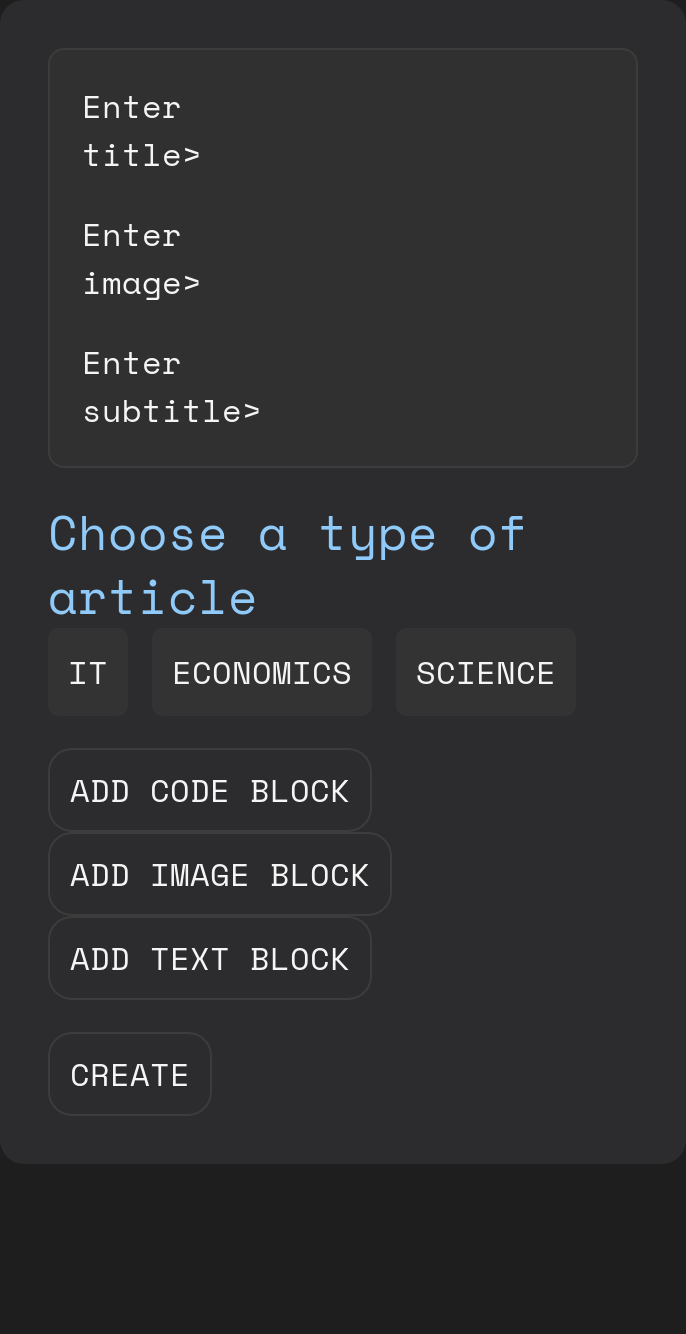 Enter
title>
Enter
image>
Enter
subtitle>
Choose a type of
article
IT ECONOMICS SCIENCE
ADD CODE BLOCK
ADD IMAGE BLOCK
ADD TEXT BLOCK
CREATE